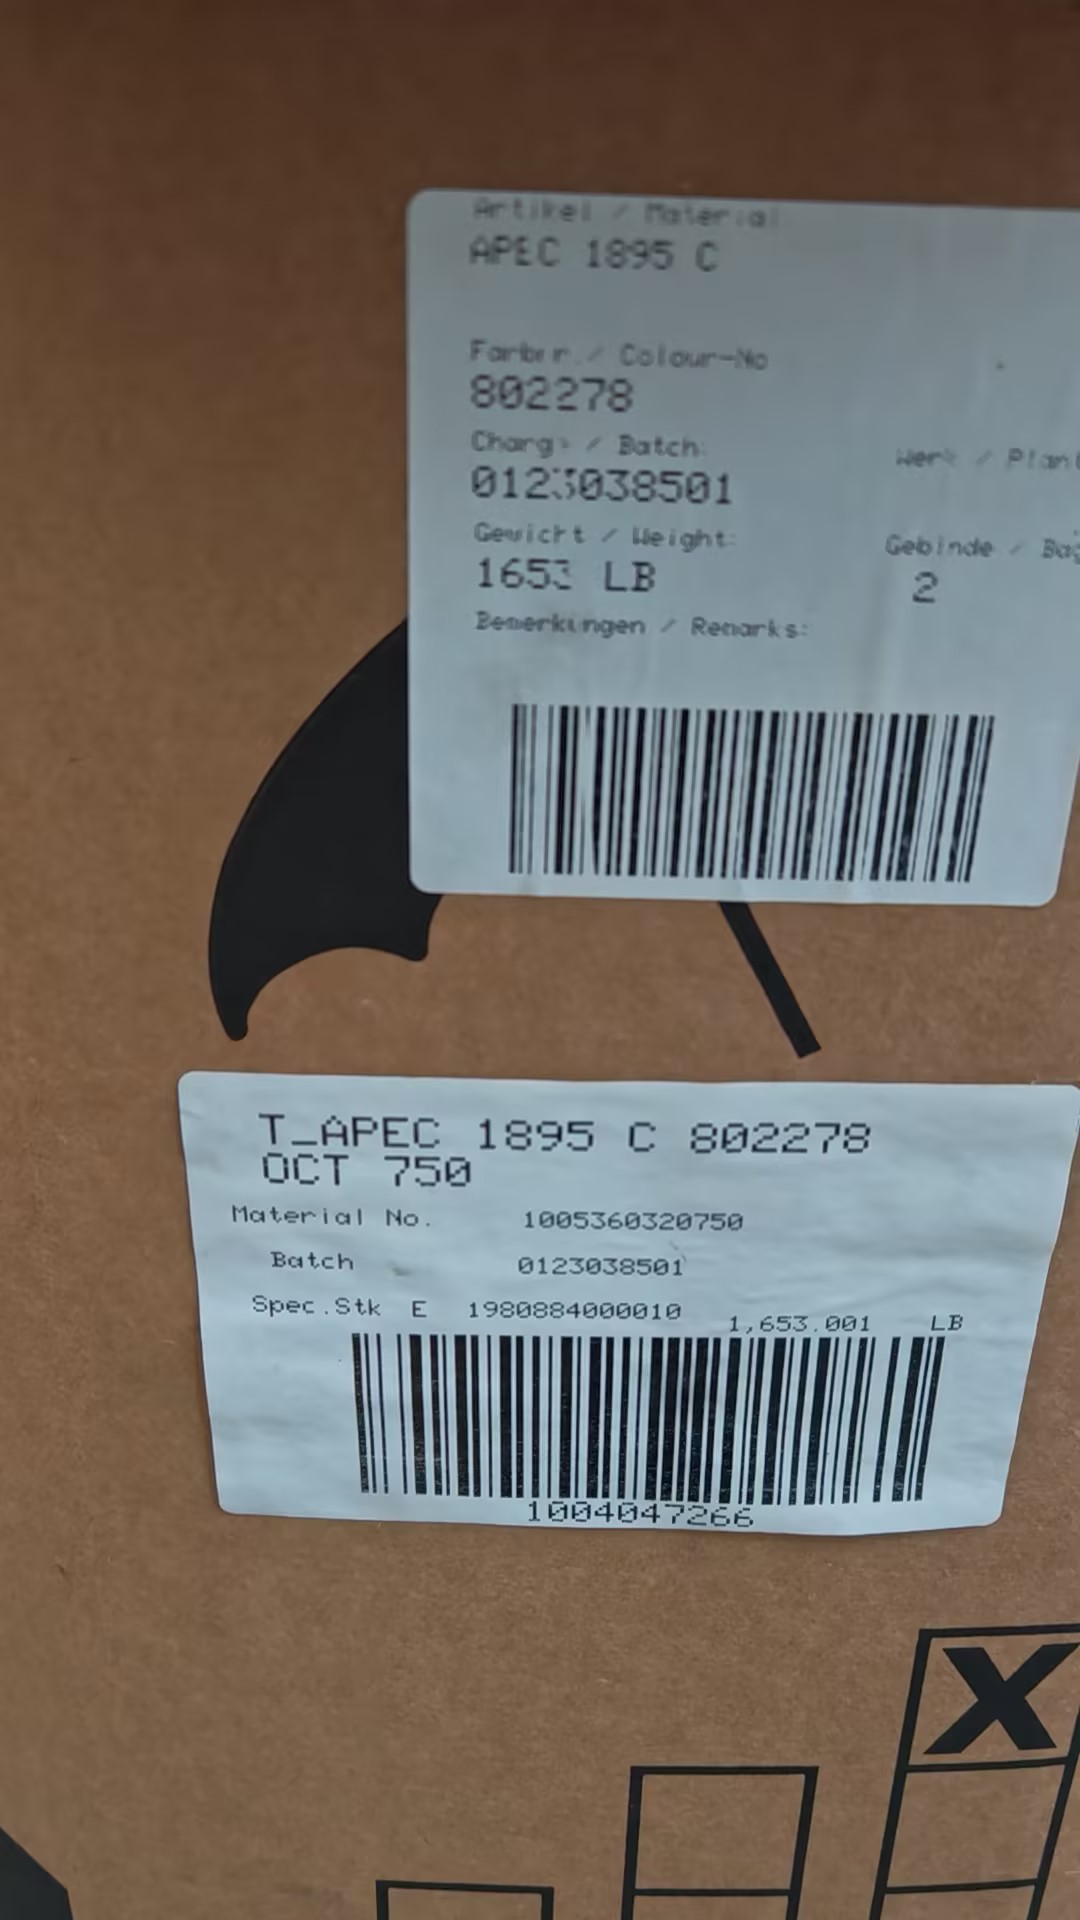 Artikel / Material
APEC 1895 C
Farbnr. / Colour-No
802278
Charge / Batch:
0123038501
Werk / Plant
Gewicht / Weight:
1653 LB
Gebinde /
2
Bemerkungen / Remarks:
T_APEC 1895 C 802278
OCT 750
Material No. 1005360320750
Batch 0123038501
Spec.Stk E 1980884000010
1,653.001 LB
1004047266
X